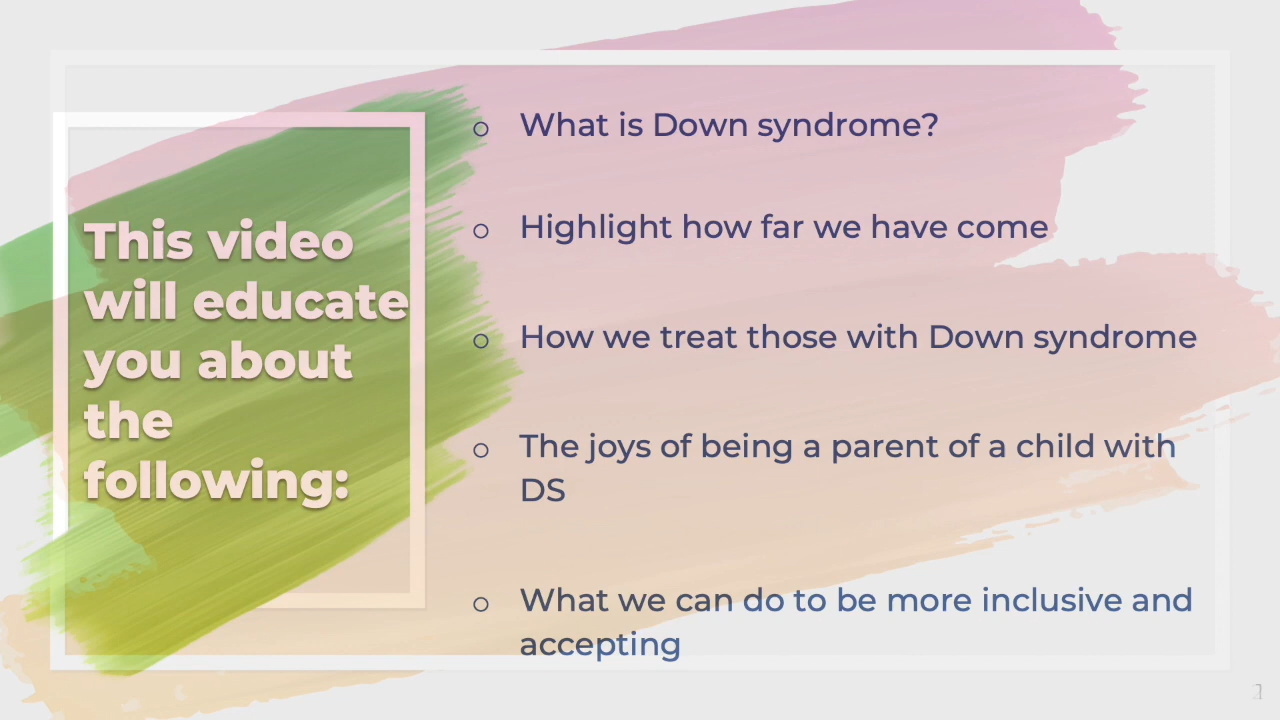 This video
will educate
you about
the
following:
What is Down syndrome?
Highlight how far we have come
How we treat those with Down syndrome
The joys of being a parent of a child with
DS
What we can do to be more inclusive and
accepting